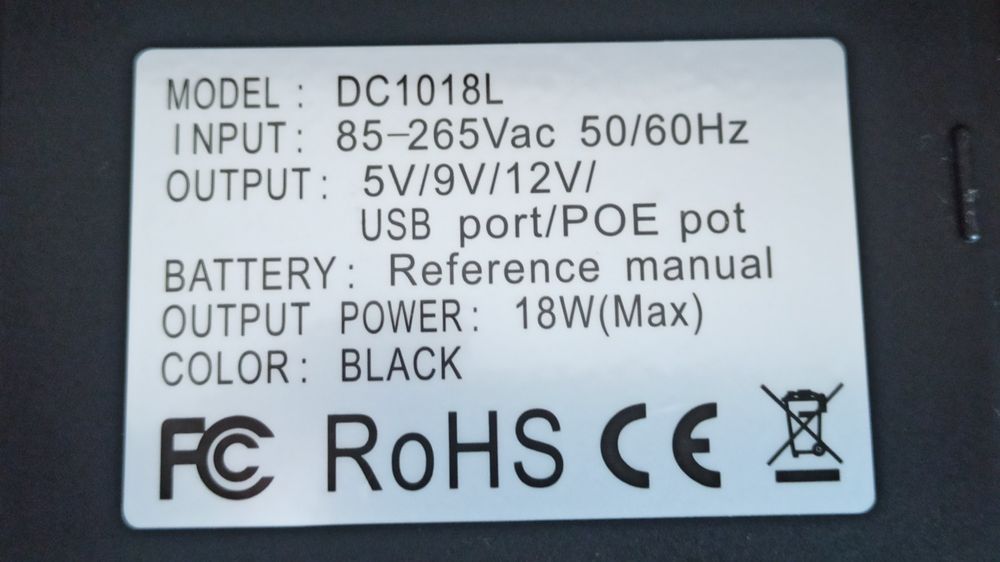 MODEL : DC1018L
INPUT: 85-265Vac 50/60Hz
OUTPUT: 5V/9V/12V/
USB port/POE pot
BATTERY: Reference manual
OUTPUT POWER: 18W(Max)
COLOR: BLACK
FC RoHS CE